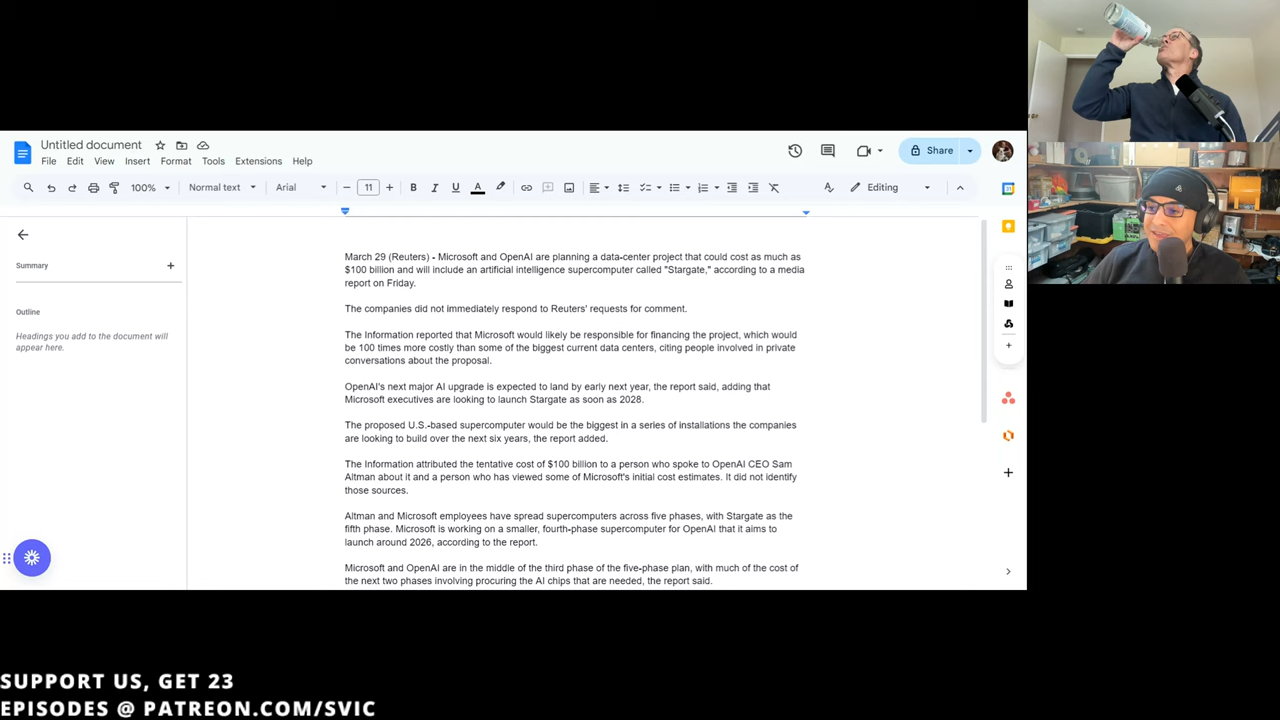 Untitled document
File Edit View Insert Format Tools Extensions Help
Share
100% Normal text Arial 11 B I U A Editing
Summary
Outline
Headings you add to the document will
appear here.
March 29 (Reuters) - Microsoft and OpenAI are planning a data-center project that could cost as much as
$100 billion and will include an artificial intelligence supercomputer called "Stargate," according to a media
report on Friday.
The companies did not immediately respond to Reuters' requests for comment.
The Information reported that Microsoft would likely be responsible for financing the project, which would
be 100 times more costly than some of the biggest current data centers, citing people involved in private
conversations about the proposal.
OpenAI's next major AI upgrade is expected to land by early next year, the report said, adding that
Microsoft executives are looking to launch Stargate as soon as 2028.
The proposed U.S.-based supercomputer would be the biggest in a series of installations the companies
are looking to build over the next six years, the report added.
The Information attributed the tentative cost of $100 billion to a person who spoke to OpenAI CEO Sam
Altman about it and a person who has viewed some of Microsoft's initial cost estimates. It did not identify
those sources.
Altman and Microsoft employees have spread supercomputers across five phases, with Stargate as the
fifth phase. Microsoft is working on a smaller, fourth-phase supercomputer for OpenAI that it aims to
launch around 2026, according to the report.
Microsoft and OpenAI are in the middle of the third phase of the five-phase plan, with much of the cost of
the next two phases involving procuring the AI chips that are needed, the report said.
SUPPORT US, GET 23
EPISODES @ PATREON.COM/SVIC